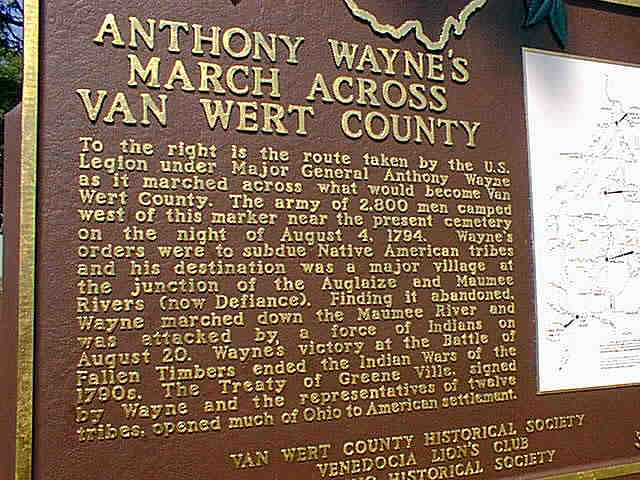 ANTHONY WAYNE'S
MARCH ACROSS
VAN WERT COUNTY
To the right is the route taken by the U.S.
Legion under Major General Anthony Wayne
as it marched across what would become Van
Wert County. The army of 2,800 men camped
west of this marker near the present cemetery
on the night of August 4, 1794. Wayne's
orders were to subdue Native American tribes
and his destination was a major village at
the junction of the Auglaize and Maumee
Rivers (now Defiance). Finding it abandoned,
Wayne marched down the Maumee River and
was attacked by a force of Indians on
August 20. Wayne's victory at the Battle of
Fallen Timbers ended the Indian Wars of the
1790s. The Treaty of Greene Ville, signed
by Wayne and the representatives of twelve
tribes, opened much of Ohio to American settlement.
VAN WERT COUNTY HISTORICAL SOCIETY
VENEDOCIA LION'S CLUB
HISTORICAL SOCIETY